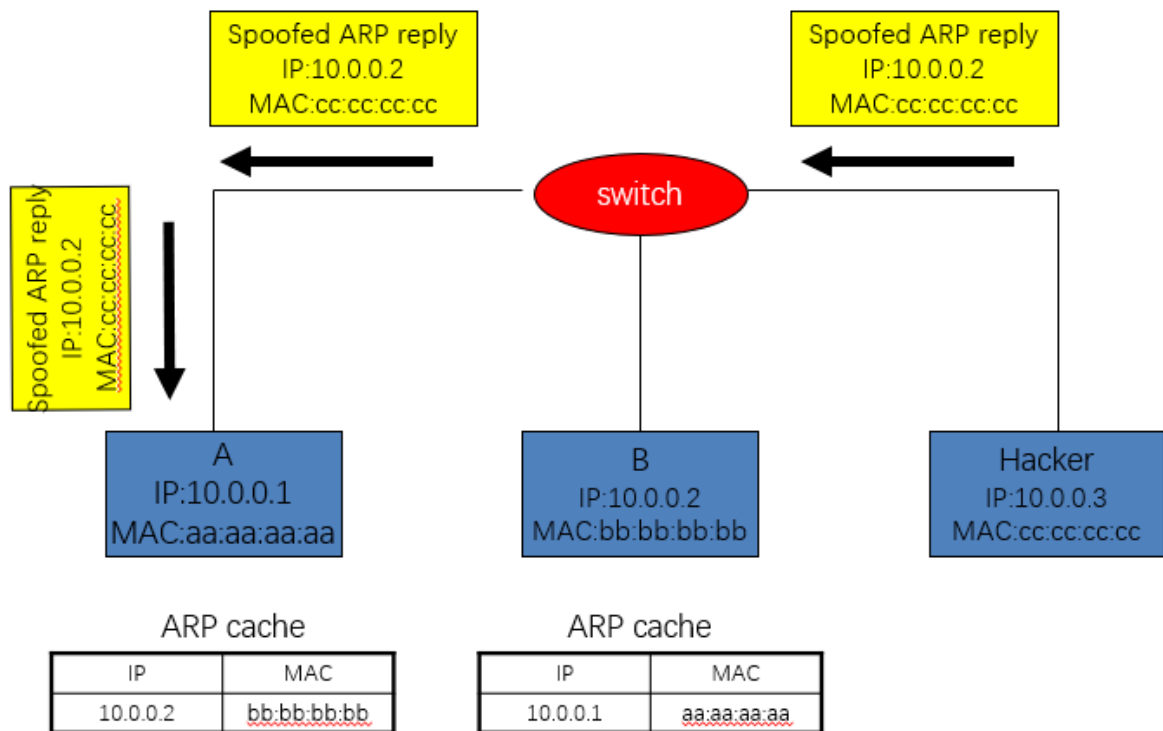 Spoofed ARP reply
IP:10.0.0.2
MAC:cc:cc:cc:cc
Spoofed ARP reply
IP:10.0.0.2
MAC:cc:cc:cc:cc
switch
Spoofed ARP reply
IP:10.0.0.2
MAC:cc:cc:cc:cc:cc
A
IP:10.0.0.1
MAC:aa:aa:aa:aa
B
IP:10.0.0.2
MAC:bb:bb:bb:bb
Hacker
IP:10.0.0.3
MAC:cc:cc:cc:cc
ARP cache
IP MAC
10.0.0.2 bb:bb:bb:bb
ARP cache
IP MAC
10.0.0.1 aa:aa:aa:aa